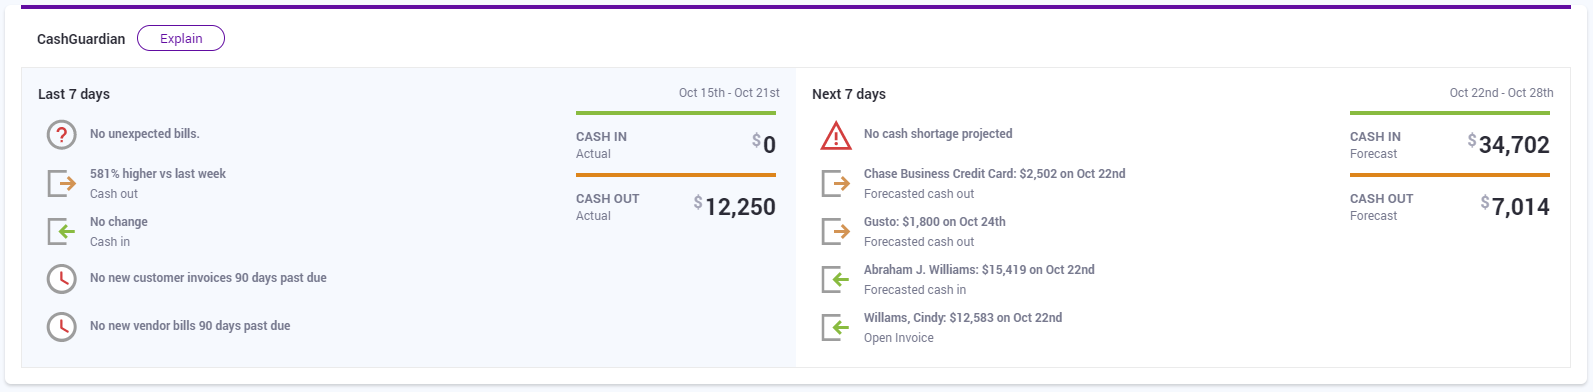 CashGuardian
Explain
Last 7 days
Oct 15th - Oct 21st
?
No unexpected bills.
581% higher vs last week
Cash out
No change
Cash in
No new customer invoices 90 days past due
No new vendor bills 90 days past due
CASH IN
Actual
$0
CASH OUT
Actual
$12,250
Next 7 days
Oct 22nd - Oct 28th
!
No cash shortage projected
Chase Business Credit Card: $2,502 on Oct 22nd
Forecasted cash out
Gusto: $1,800 on Oct 24th
Forecasted cash out
Abraham J. Williams: $15,419 on Oct 22nd
Forecasted cash in
Willams, Cindy: $12,583 on Oct 22nd
Open Invoice
CASH IN
Forecast
$34,702
CASH OUT
Forecast
$7,014